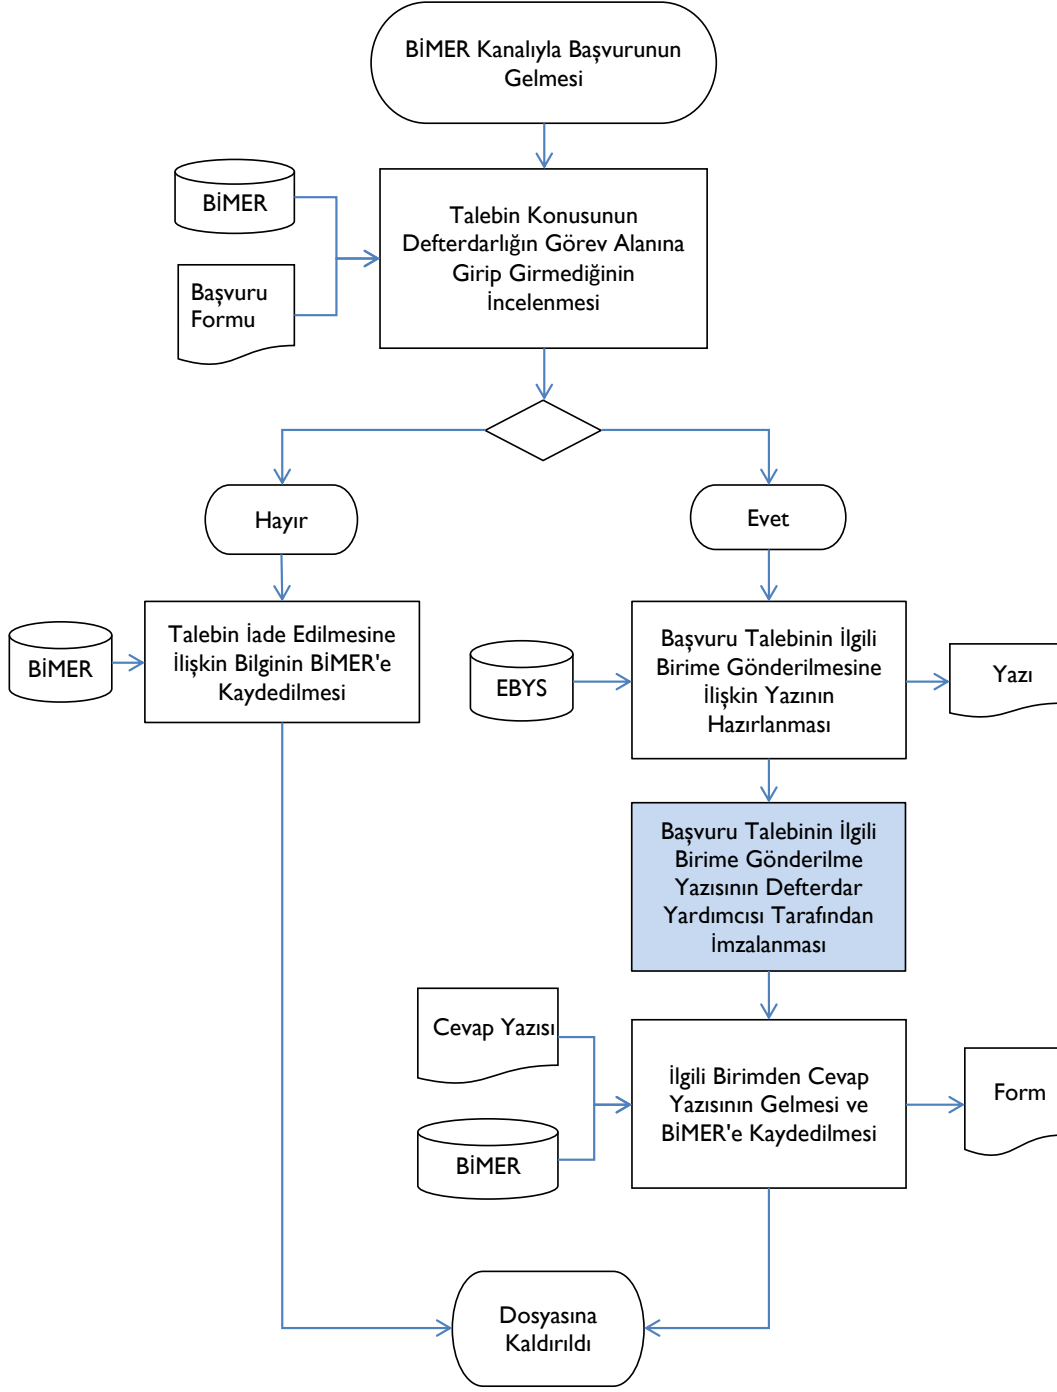 BİMER Kanalıyla Başvurunun
Gelmesi
BİMER
Başvuru
Formu
Talebin Konusunun
Defterdarlığın Görev Alanına
Girip Girmediğinin
İncelenmesi
Hayır
Evet
BİMER
Talebin İade Edilmesine
İlişkin Bilginin BİMER'e
Kaydedilmesi
EBYS
Başvuru Talebinin İlgili
Birime Gönderilmesine
İlişkin Yazının
Hazırlanması
Yazı
Başvuru Talebinin İlgili
Birime Gönderilme
Yazısının Defterdar
Yardımcısı Tarafından
İmzalanması
Cevap Yazısı
BİMER
İlgili Birimden Cevap
Yazısının Gelmesi ve
BİMER'e Kaydedilmesi
Form
Dosyasına
Kaldırıldı